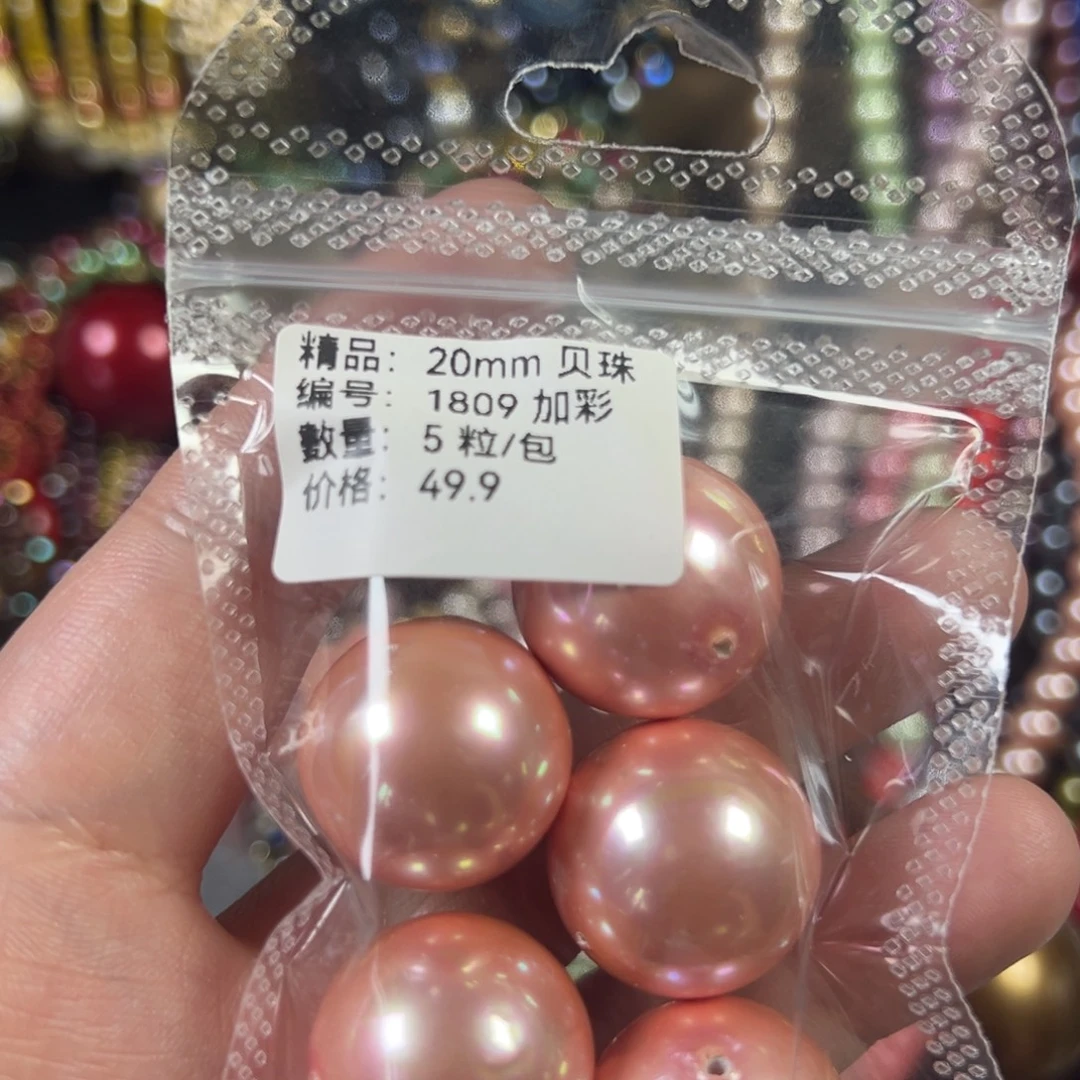 精品: 20mm 贝珠
编号: 1809 加彩
數量: 5 粒/包
价格: 49.9